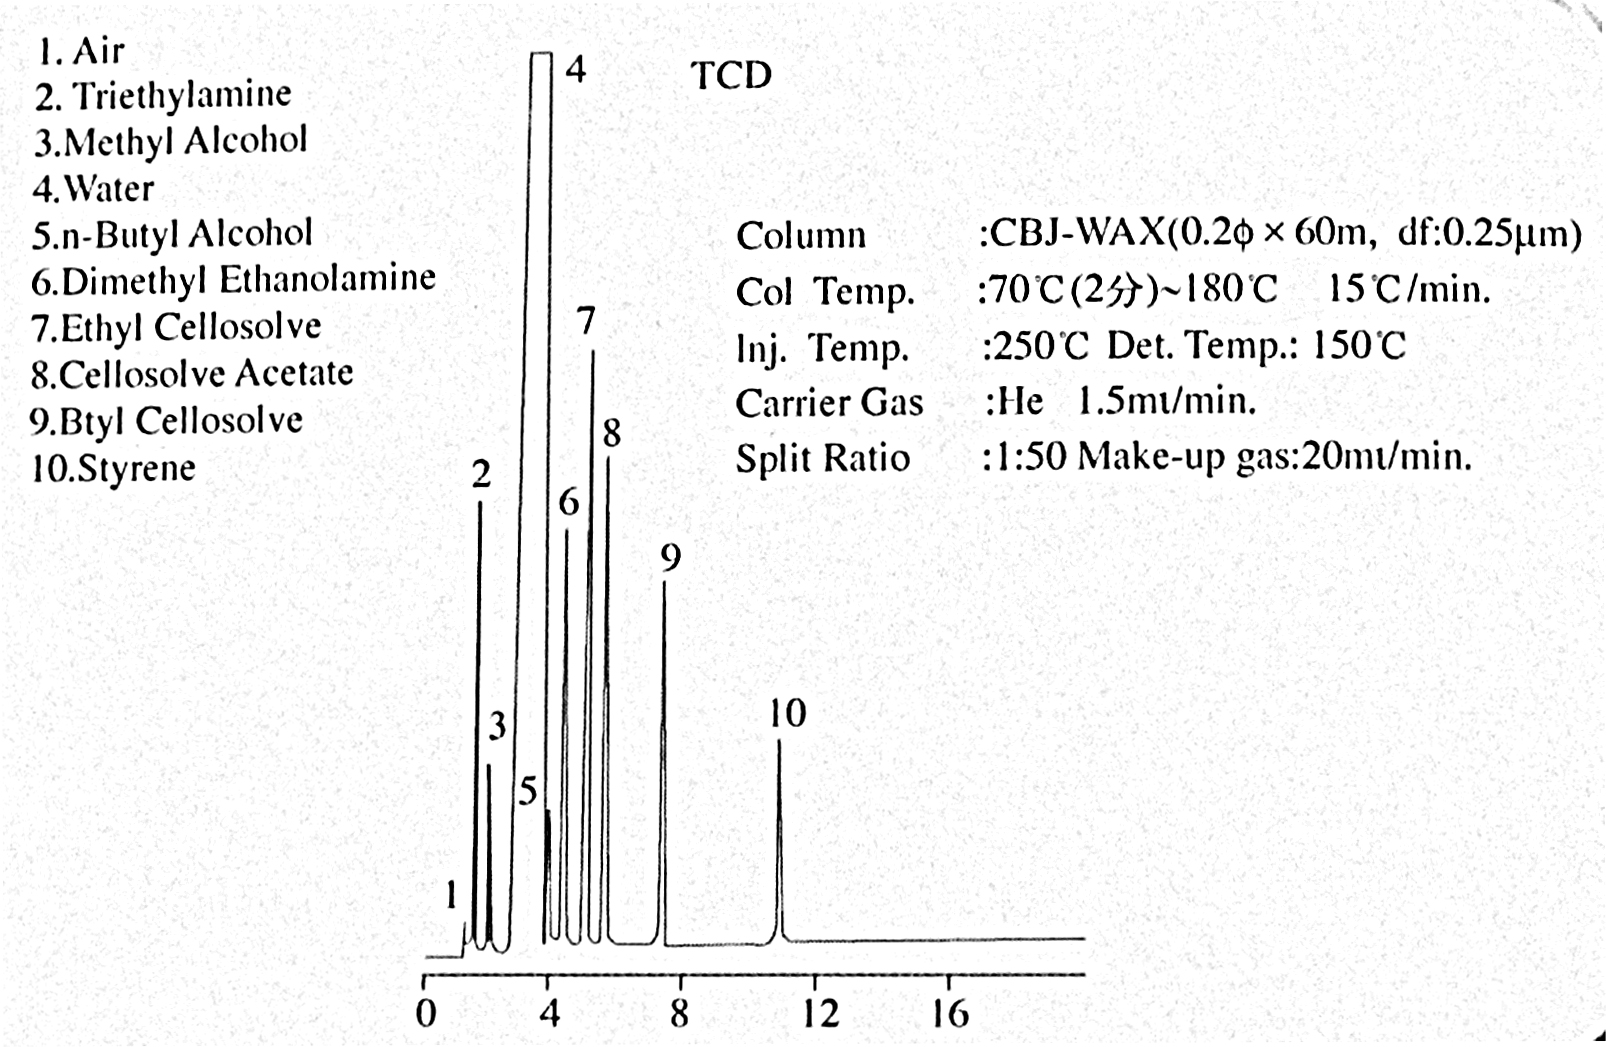 1. Air
2. Triethylamine
3.Methyl Alcohol
4.Water
5.n-Butyl Alcohol
6.Dimethyl Ethanolamine
7.Ethyl Cellosolve
8.Cellosolve Acetate
9.Btyl Cellosolve
10.Styrene
TCD
Column :CBJ-WAX(0.2ϕ × 60m, df:0.25μm)
Col Temp. :70℃(2分)~180℃ 15℃/min.
Inj. Temp. :250℃ Det. Temp.: 150℃
Carrier Gas :He 1.5mℓ/min.
Split Ratio :1:50 Make-up gas:20mℓ/min.
4
7
8
2
6
9
3
10
5
1
0 4 8 12 16